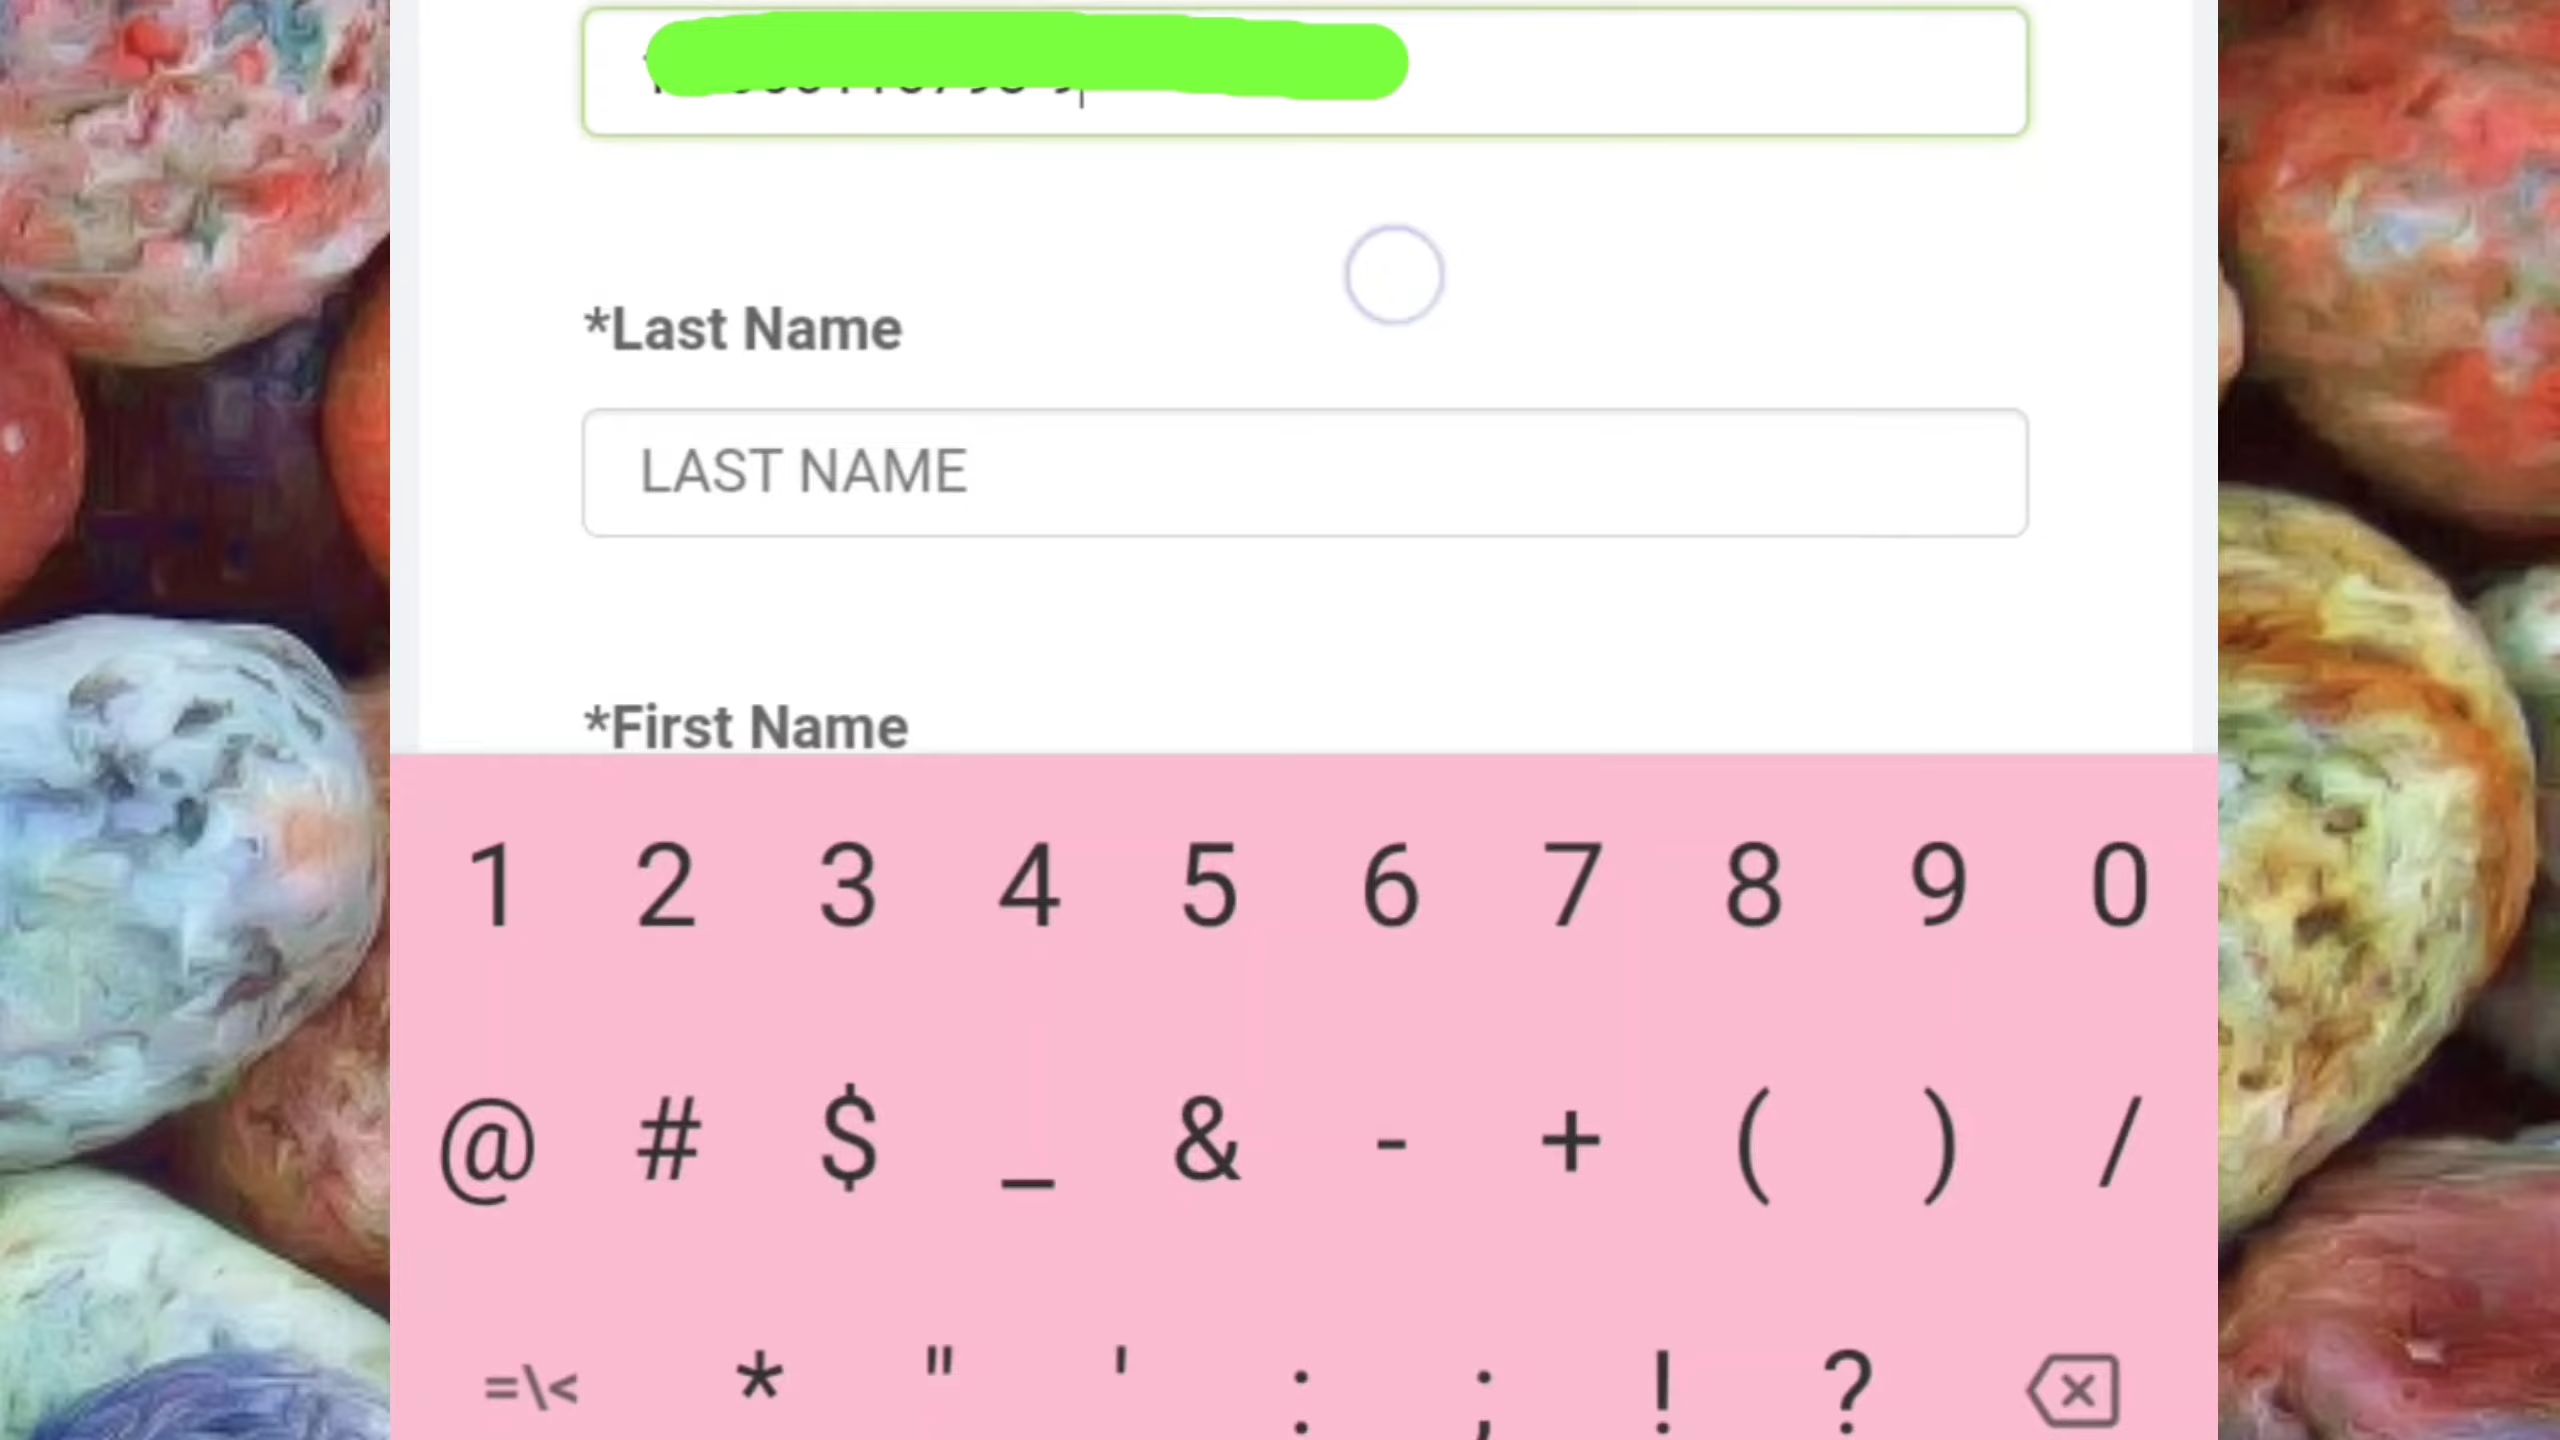 *Last Name
LAST NAME
*First Name
1 2 3 4 5 6 7 8 9 0
@ # $ _ & - + ( ) /
=\< * " ' : ; ! ?